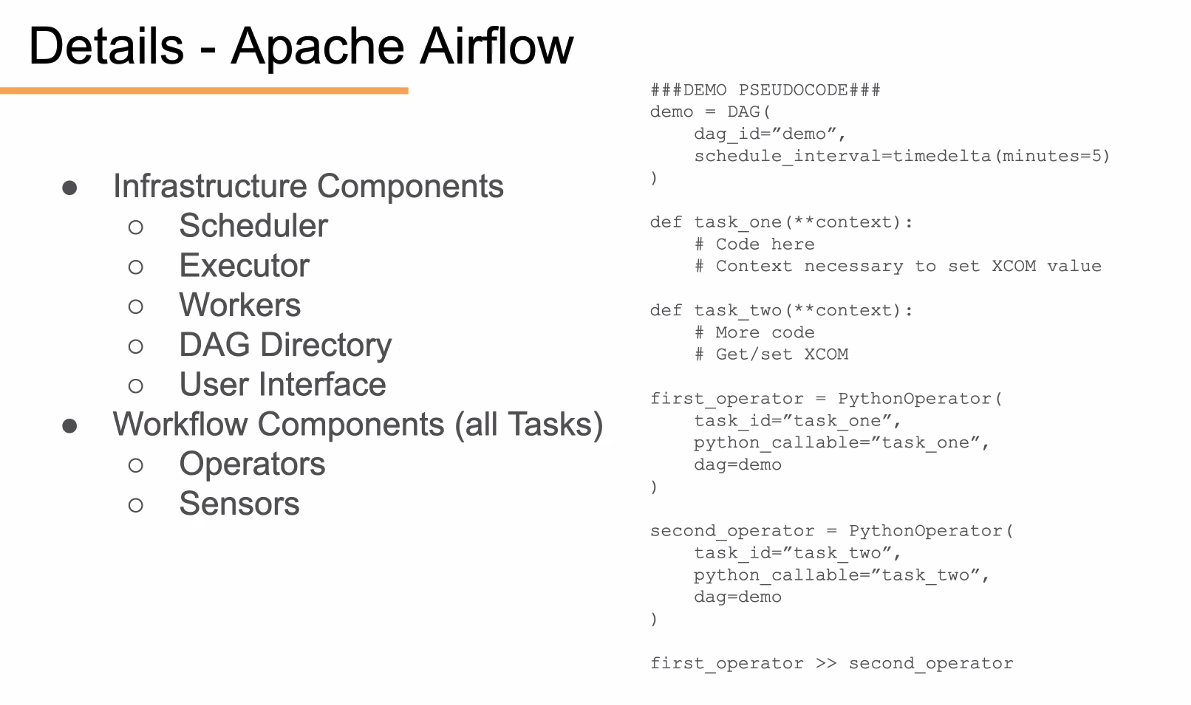 Details - Apache Airflow
● Infrastructure Components
○ Scheduler
○ Executor
○ Workers
○ DAG Directory
○ User Interface
● Workflow Components (all Tasks)
○ Operators
○ Sensors
###DEMO PSEUDOCODE###
demo = DAG(
    dag_id=”demo”,
    schedule_interval=timedelta(minutes=5)
)

def task_one(**context):
    # Code here
    # Context necessary to set XCOM value

def task_two(**context):
    # More code
    # Get/set XCOM

first_operator = PythonOperator(
    task_id=”task_one”,
    python_callable=”task_one”,
    dag=demo
)

second_operator = PythonOperator(
    task_id=”task_two”,
    python_callable=”task_two”,
    dag=demo
)

first_operator >> second_operator